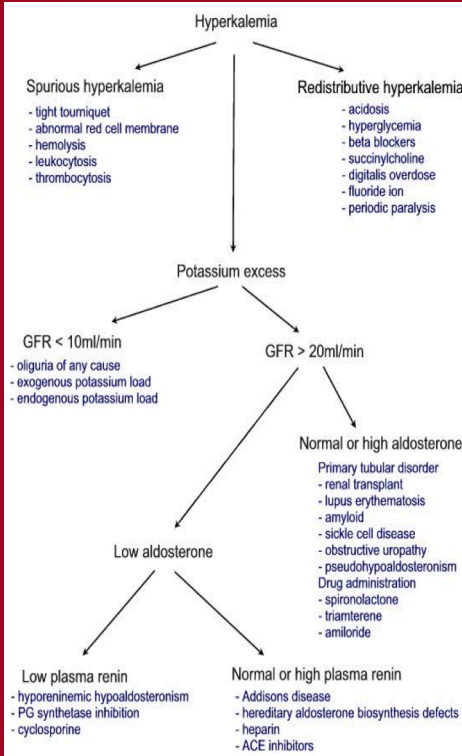 Hyperkalemia
Spurious hyperkalemia
- tight tourniquet
- abnormal red cell membrane
- hemolysis
- leukocytosis
- thrombocytosis
Redistributive hyperkalemia
- acidosis
- hyperglycemia
- beta blockers
- succinylcholine
- digitalis overdose
- fluoride ion
- periodic paralysis
Potassium excess
GFR < 10ml/min
- oliguria of any cause
- exogenous potassium load
- endogenous potassium load
GFR > 20ml/min
Normal or high aldosterone
Primary tubular disorder
- renal transplant
- lupus erythematosis
- amyloid
- sickle cell disease
- obstructive uropathy
- pseudohypoaldosteronism
Drug administration
- spironolactone
- triamterene
- amiloride
Low aldosterone
Low plasma renin
- hyporeninemic hypoaldosteronism
- PG synthetase inhibition
- cyclosporine
Normal or high plasma renin
- Addisons disease
- hereditary aldosterone biosynthesis defects
- heparin
- ACE inhibitors